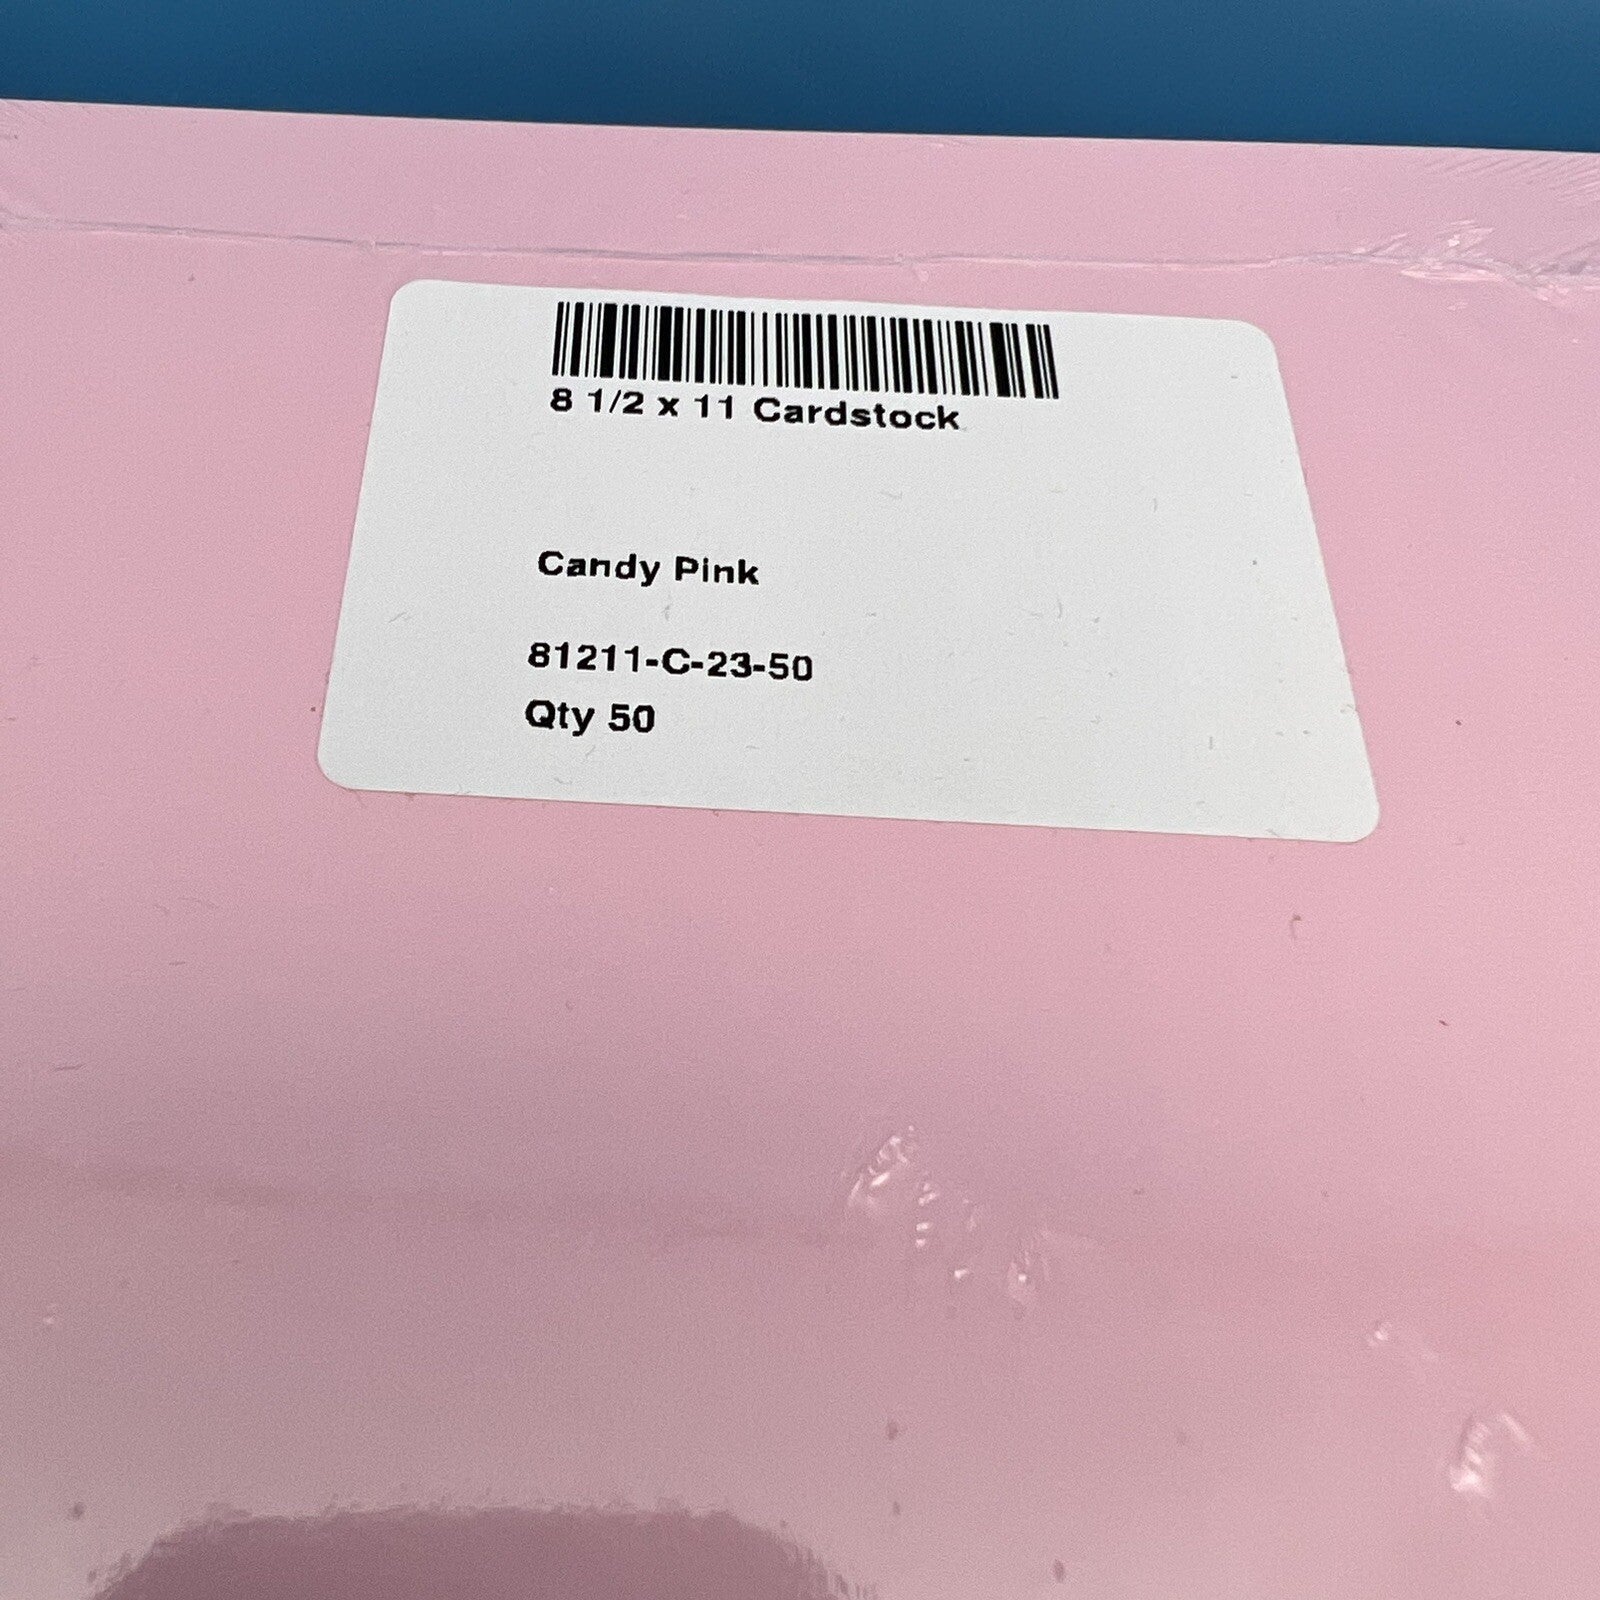 8 1/2 x 11 Cardstock
Candy Pink
81211-C-23-50
Qty 50